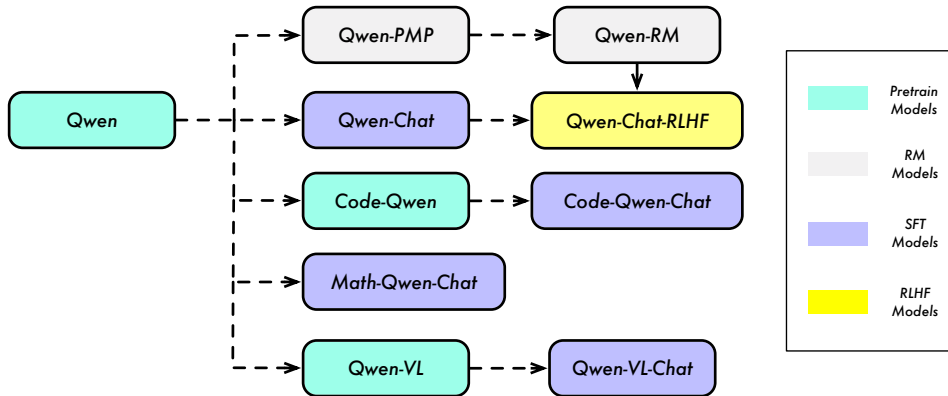 Qwen-PMP
Qwen-RM
Qwen
Qwen-Chat
Qwen-Chat-RLHF
Code-Qwen
Code-Qwen-Chat
Math-Qwen-Chat
Qwen-VL
Qwen-VL-Chat
Pretrain
Models
RM
Models
SFT
Models
RLHF
Models